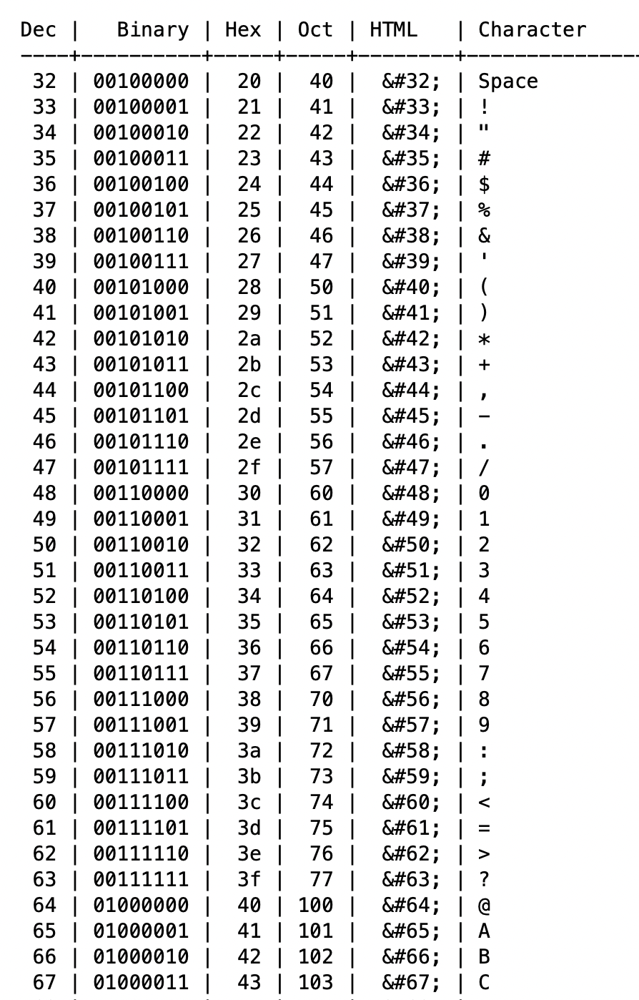 Dec |   Binary | Hex | Oct | HTML   | Character
----+----------+-----+-----+--------+---------------
 32 | 00100000 |  20 |  40 |  &#32; | Space
 33 | 00100001 |  21 |  41 |  &#33; | !
 34 | 00100010 |  22 |  42 |  &#34; | "
 35 | 00100011 |  23 |  43 |  &#35; | #
 36 | 00100100 |  24 |  44 |  &#36; | $
 37 | 00100101 |  25 |  45 |  &#37; | %
 38 | 00100110 |  26 |  46 |  &#38; | &
 39 | 00100111 |  27 |  47 |  &#39; | '
 40 | 00101000 |  28 |  50 |  &#40; | (
 41 | 00101001 |  29 |  51 |  &#41; | )
 42 | 00101010 |  2a |  52 |  &#42; | *
 43 | 00101011 |  2b |  53 |  &#43; | +
 44 | 00101100 |  2c |  54 |  &#44; | ,
 45 | 00101101 |  2d |  55 |  &#45; | -
 46 | 00101110 |  2e |  56 |  &#46; | .
 47 | 00101111 |  2f |  57 |  &#47; | /
 48 | 00110000 |  30 |  60 |  &#48; | 0
 49 | 00110001 |  31 |  61 |  &#49; | 1
 50 | 00110010 |  32 |  62 |  &#50; | 2
 51 | 00110011 |  33 |  63 |  &#51; | 3
 52 | 00110100 |  34 |  64 |  &#52; | 4
 53 | 00110101 |  35 |  65 |  &#53; | 5
 54 | 00110110 |  36 |  66 |  &#54; | 6
 55 | 00110111 |  37 |  67 |  &#55; | 7
 56 | 00111000 |  38 |  70 |  &#56; | 8
 57 | 00111001 |  39 |  71 |  &#57; | 9
 58 | 00111010 |  3a |  72 |  &#58; | :
 59 | 00111011 |  3b |  73 |  &#59; | ;
 60 | 00111100 |  3c |  74 |  &#60; | <
 61 | 00111101 |  3d |  75 |  &#61; | =
 62 | 00111110 |  3e |  76 |  &#62; | >
 63 | 00111111 |  3f |  77 |  &#63; | ?
 64 | 01000000 |  40 | 100 |  &#64; | @
 65 | 01000001 |  41 | 101 |  &#65; | A
 66 | 01000010 |  42 | 102 |  &#66; | B
 67 | 01000011 |  43 | 103 |  &#67; | C